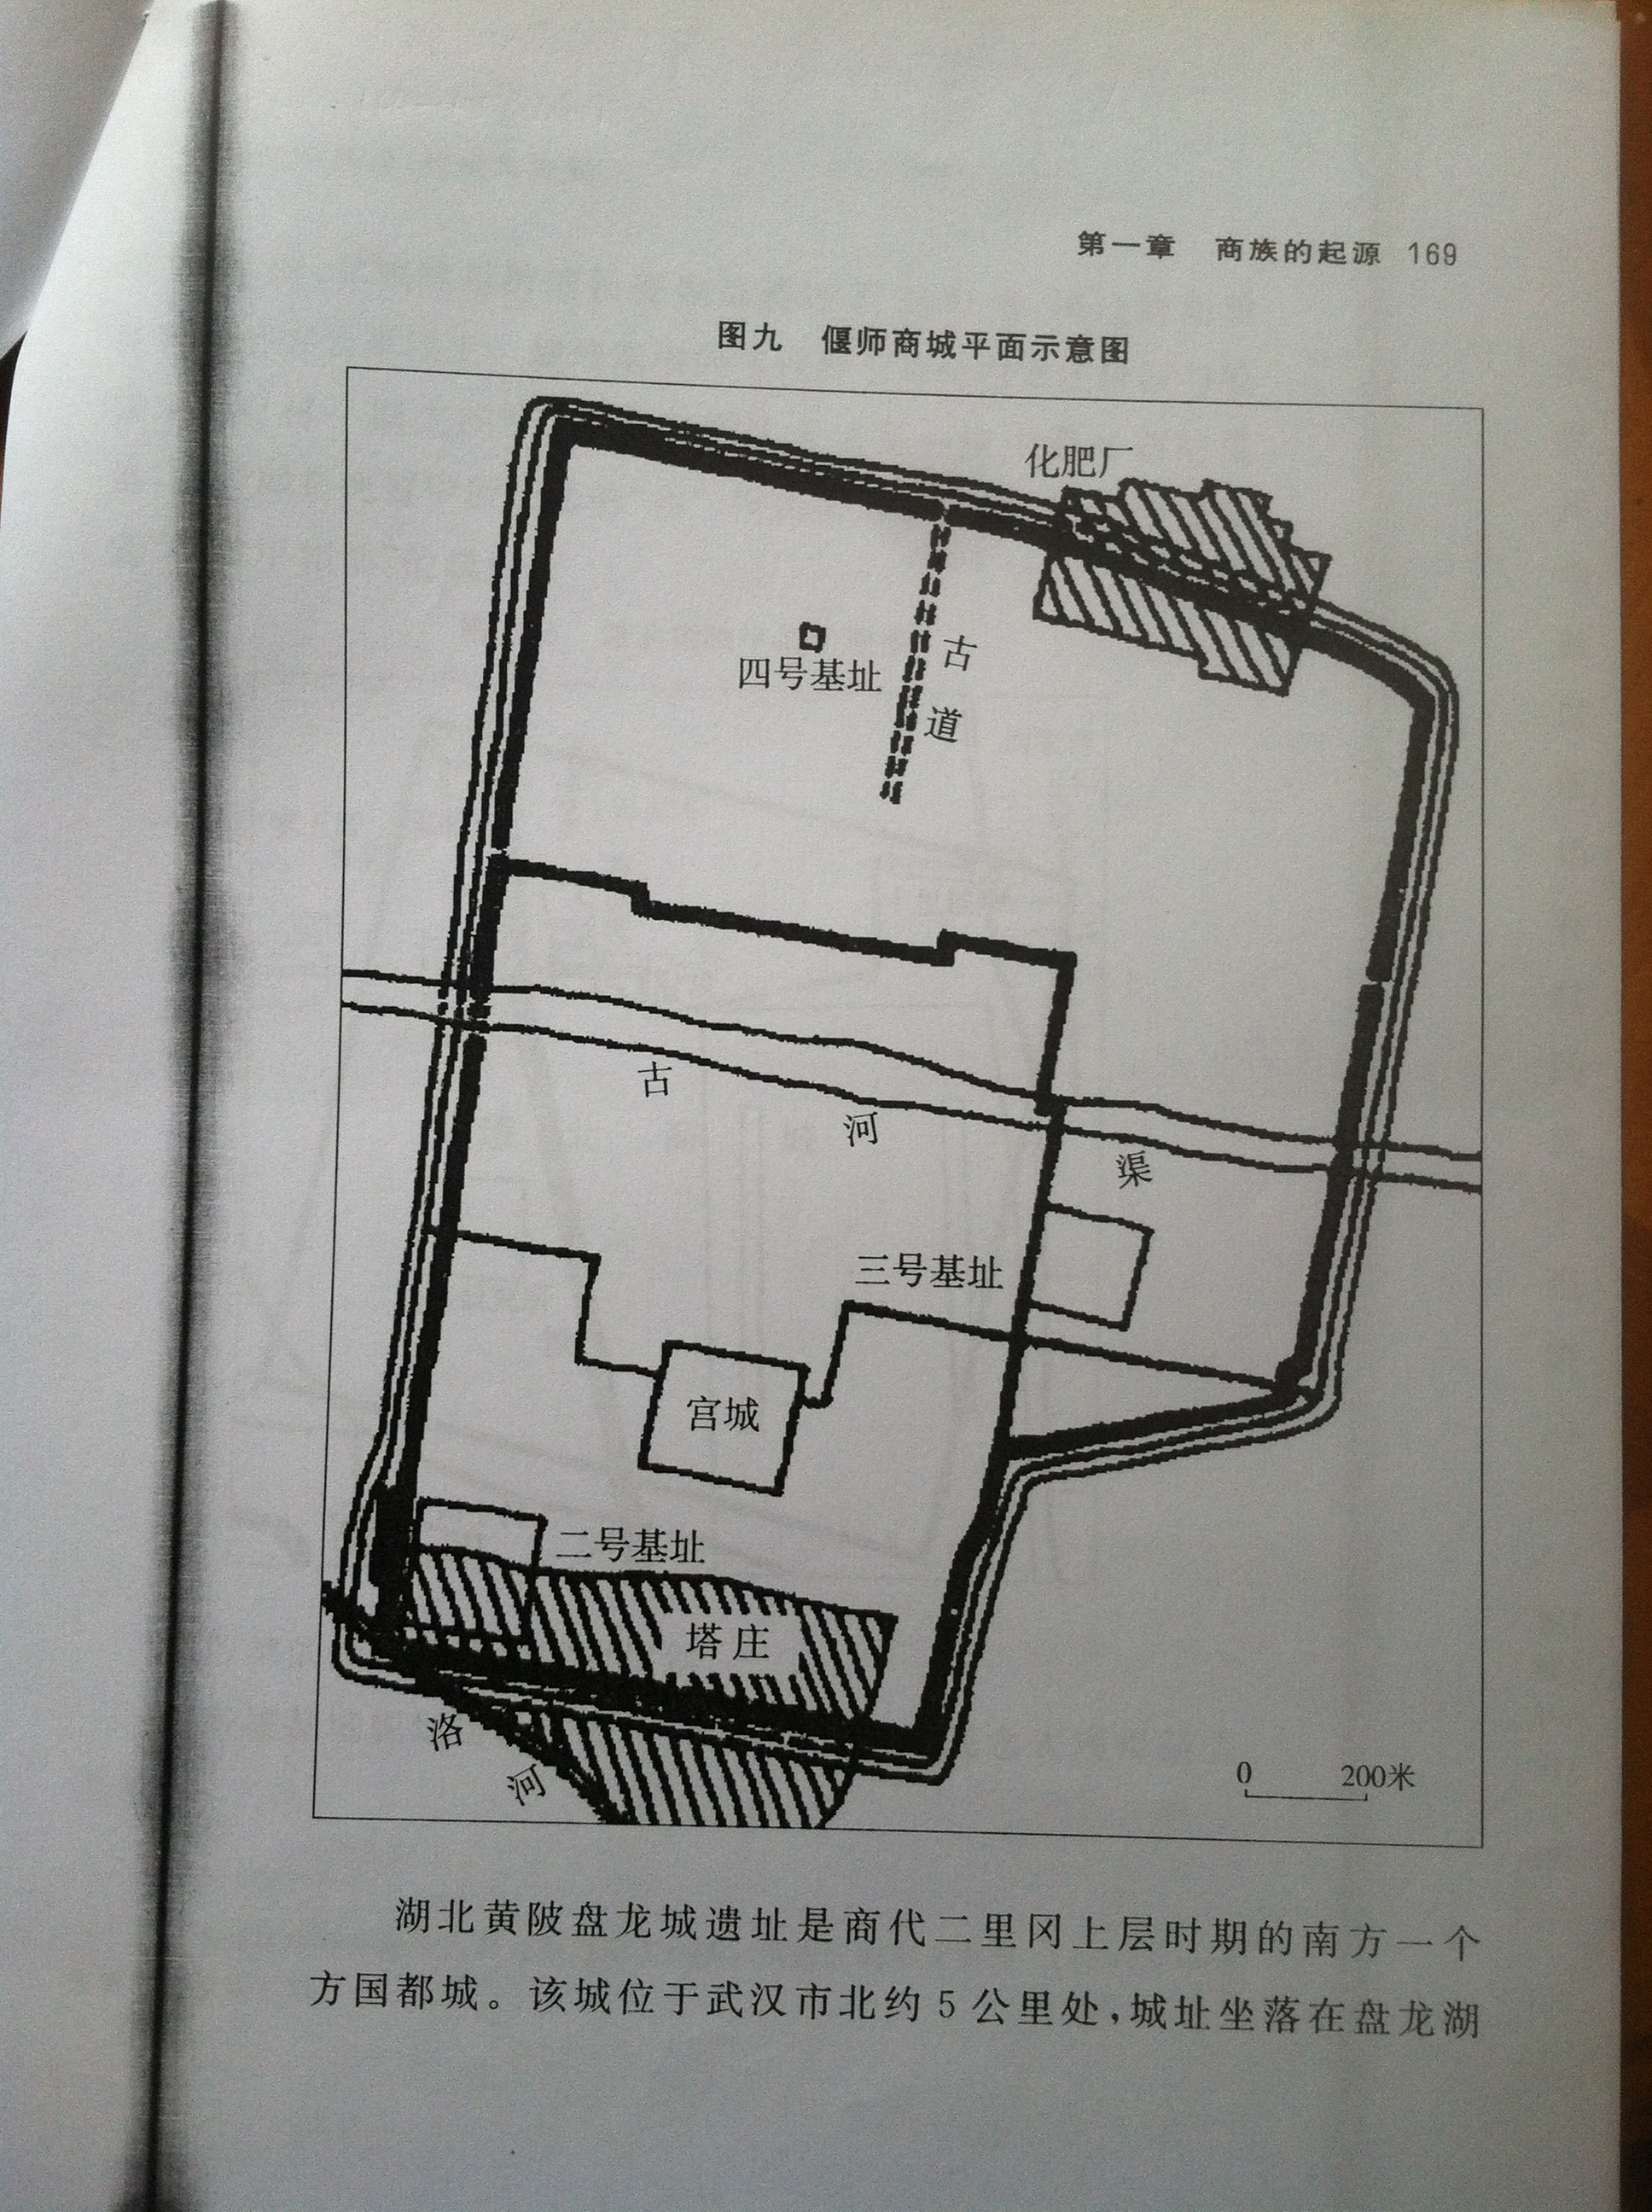 第一章 商族的起源 169
图九 偃师商城平面示意图
化肥厂
古道
四号基址
古河渠
三号基址
宫城
二号基址
塔庄
洛河
0 200米
湖北黄陂盘龙城遗址是商代二里冈上层时期的南方一个
方国都城。该城位于武汉市北约5公里处,城址坐落在盘龙湖